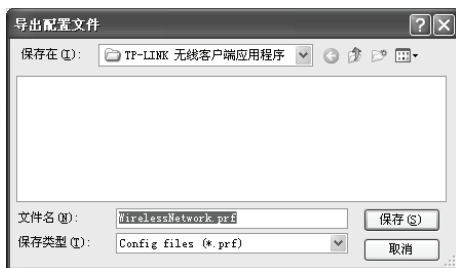 导出配置文件
保存在(I): TP-LINK 无线客户端应用程序
文件名(N): WirelessNetwork.prf 保存(S)
保存类型(T): Config files (*.prf) 取消